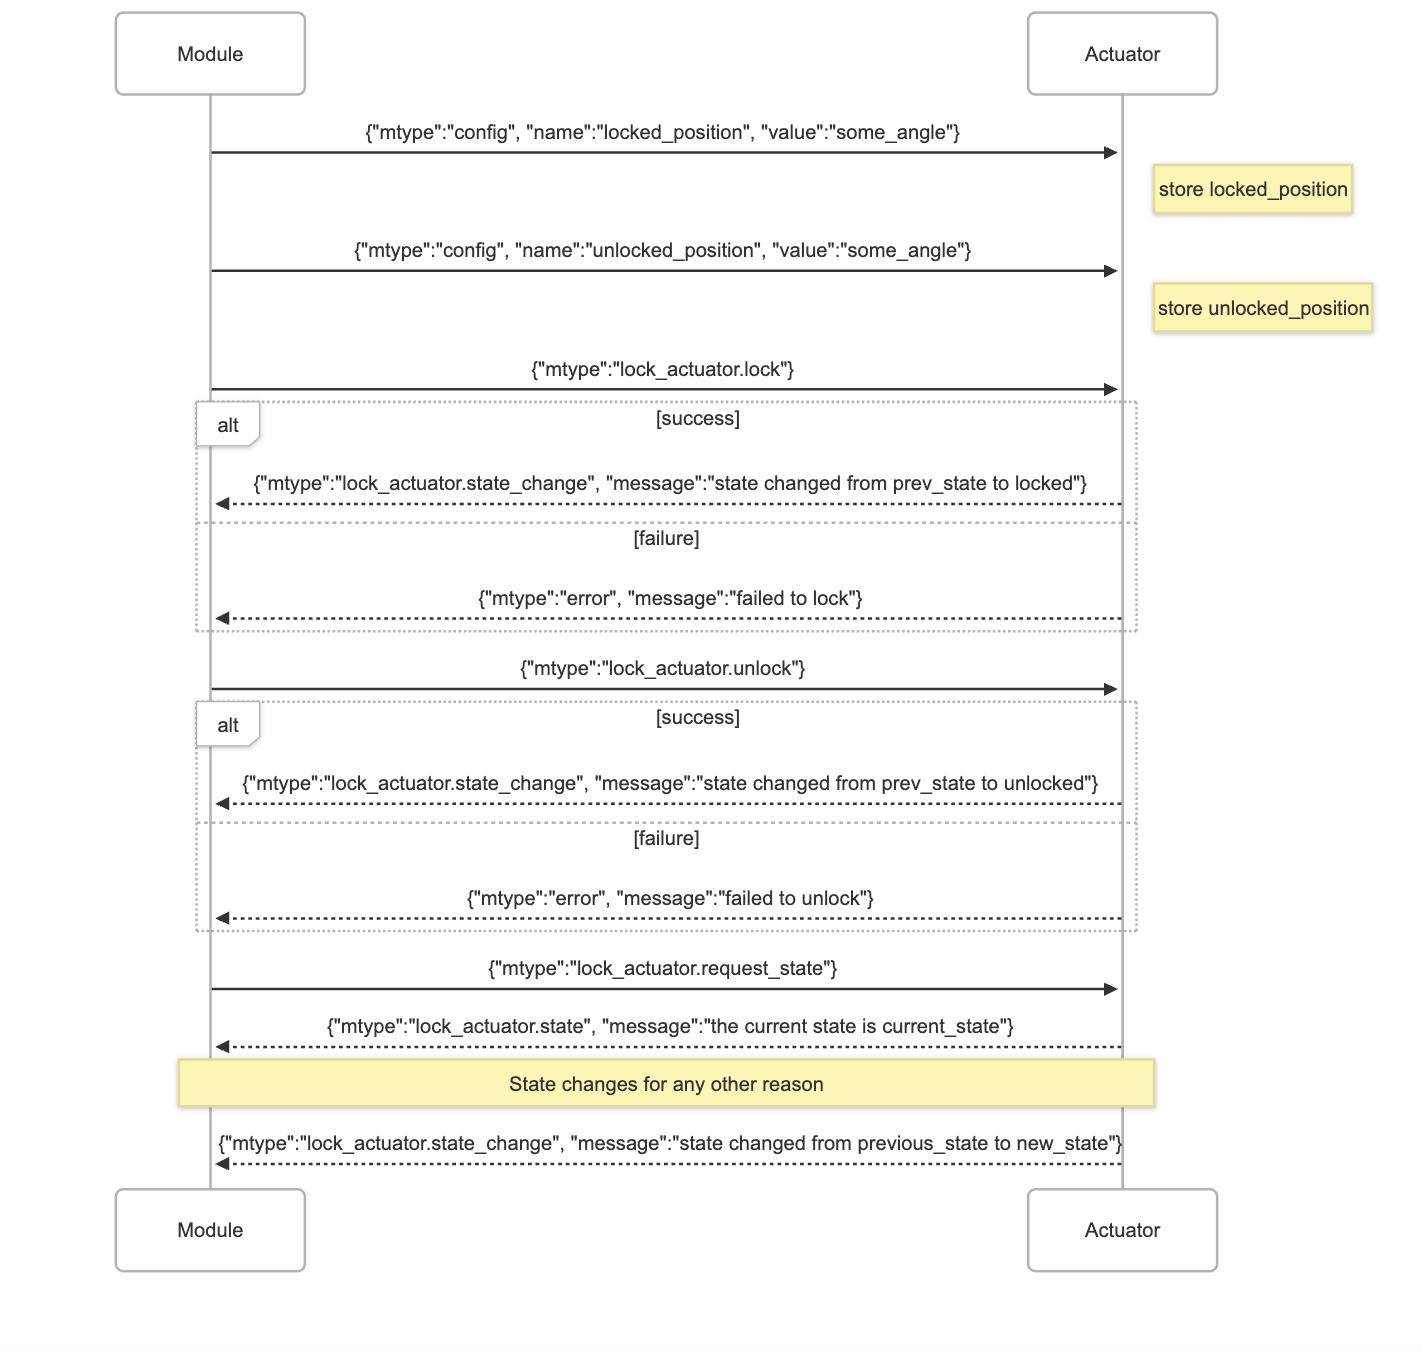 Module
Actuator
{"mtype":"config", "name":"locked_position", "value":"some_angle"}
store locked_position
{"mtype":"config", "name":"unlocked_position", "value":"some_angle"}
store unlocked_position
{"mtype":"lock_actuator.lock"}
alt
[success]
{"mtype":"lock_actuator.state_change", "message":"state changed from prev_state to locked"}
[failure]
{"mtype":"error", "message":"failed to lock"}
{"mtype":"lock_actuator.unlock"}
alt
[success]
{"mtype":"lock_actuator.state_change", "message":"state changed from prev_state to unlocked"}
[failure]
{"mtype":"error", "message":"failed to unlock"}
{"mtype":"lock_actuator.request_state"}
{"mtype":"lock_actuator.state", "message":"the current state is current_state"}
State changes for any other reason
{"mtype":"lock_actuator.state_change", "message":"state changed from previous_state to new_state"}
Module
Actuator